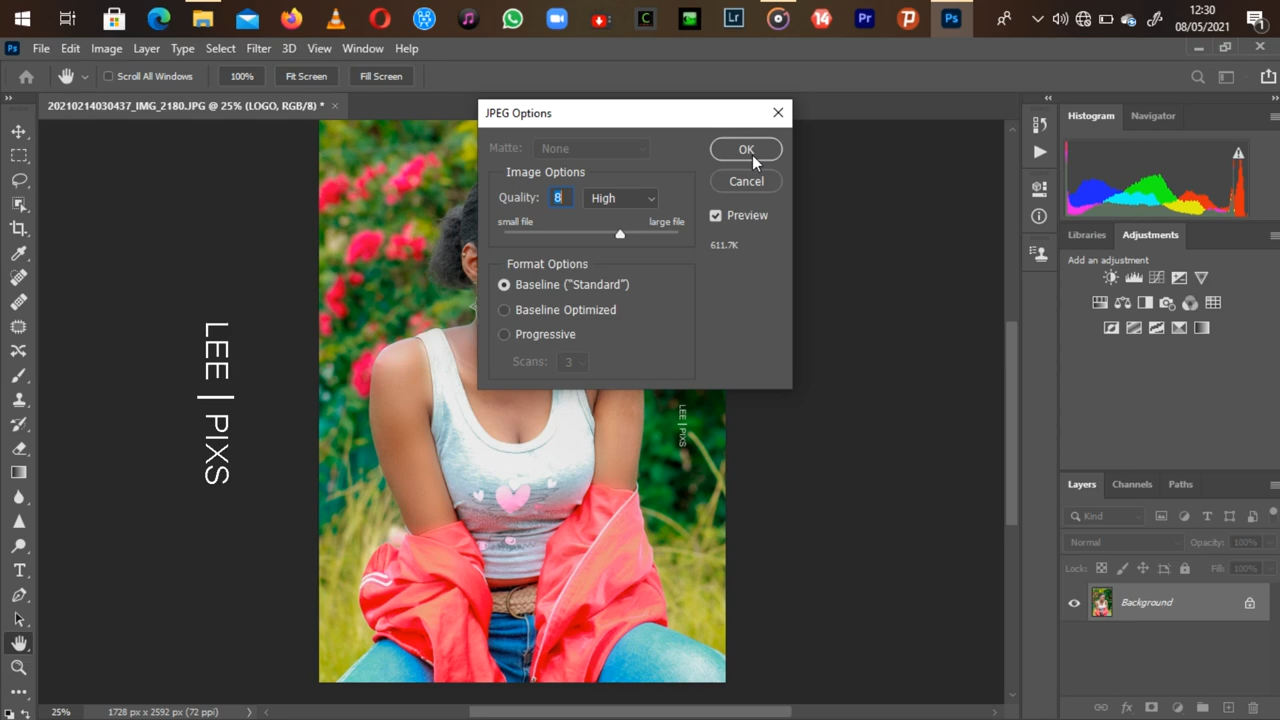 12:30
08/05/2021
File Edit Image Layer Type Select Filter 3D View Window Help
Scroll All Windows 100% Fit Screen Fill Screen
20210214030437_IMG_2180.JPG @ 25% (LOGO, RGB/8) *
JPEG Options
Matte: None
OK
Image Options
Cancel
Quality: 8 High
Preview
small file large file
611.7K
Format Options
Baseline ("Standard")
Baseline Optimized
Progressive
Scans: 3
LEE | PIXS
LEE | PIXS
Histogram Navigator
Libraries Adjustments
Add an adjustment
Layers Channels Paths
Kind
Normal Opacity: 100%
Lock: Fill: 100%
Background
25% 1728 px x 2592 px (72 ppi)